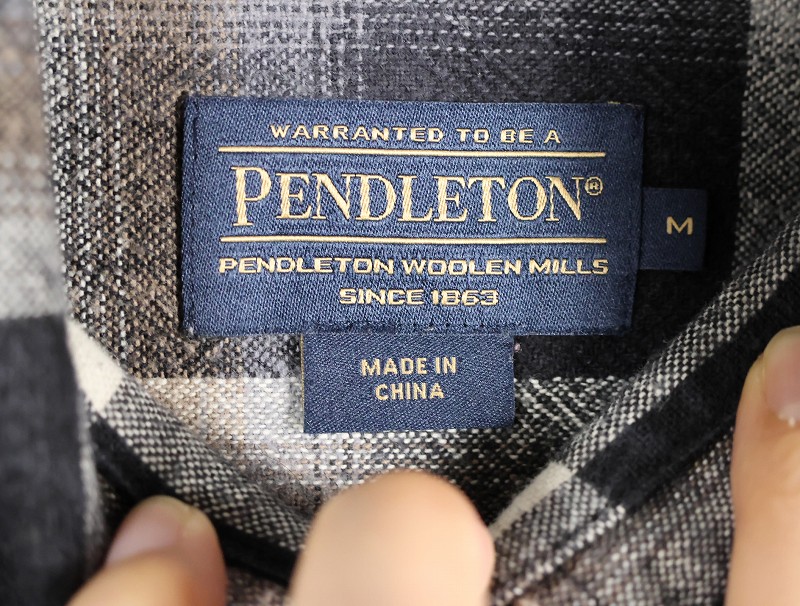 WARRANTED TO BE A
PENDLETON®
M
PENDLETON WOOLEN MILLS
SINCE 1863
MADE IN
CHINA